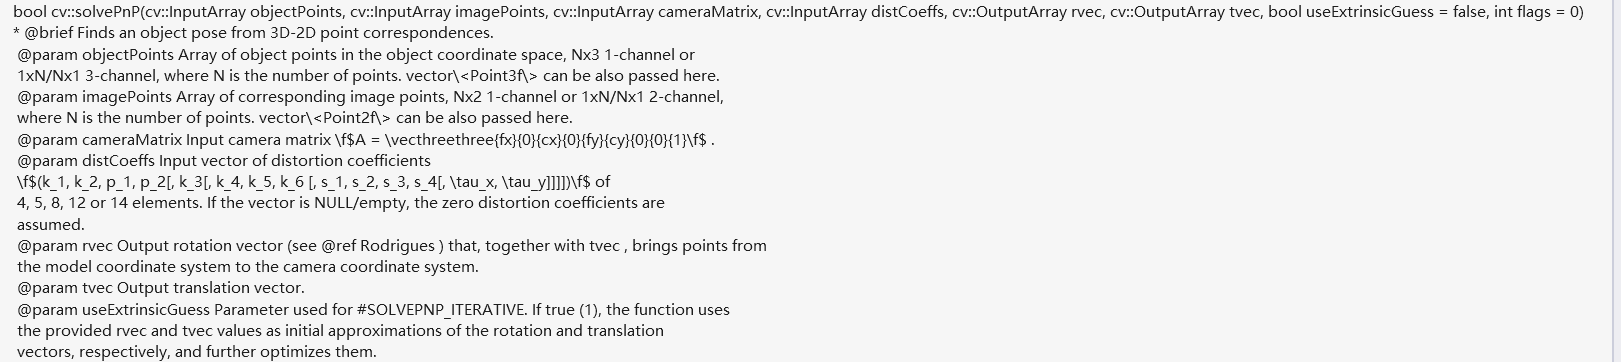 bool cv::solvePnP(cv::InputArray objectPoints, cv::InputArray imagePoints, cv::InputArray cameraMatrix, cv::InputArray distCoeffs, cv::OutputArray rvec, cv::OutputArray tvec, bool useExtrinsicGuess = false, int flags = 0)
* @brief Finds an object pose from 3D-2D point correspondences.
@param objectPoints Array of object points in the object coordinate space, Nx3 1-channel or
1xN/Nx1 3-channel, where N is the number of points. vector\<Point3f\> can be also passed here.
@param imagePoints Array of corresponding image points, Nx2 1-channel or 1xN/Nx1 2-channel,
where N is the number of points. vector\<Point2f\> can be also passed here.
@param cameraMatrix Input camera matrix \f$A = \vecthreethree{fx}{0}{cx}{0}{fy}{cy}{0}{0}{1}\f$ .
@param distCoeffs Input vector of distortion coefficients
\f$(k_1, k_2, p_1, p_2[, k_3[, k_4, k_5, k_6 [, s_1, s_2, s_3, s_4[, \tau_x, \tau_y]]]])\f$ of
4, 5, 8, 12 or 14 elements. If the vector is NULL/empty, the zero distortion coefficients are
assumed.
@param rvec Output rotation vector (see @ref Rodrigues ) that, together with tvec , brings points from
the model coordinate system to the camera coordinate system.
@param tvec Output translation vector.
@param useExtrinsicGuess Parameter used for #SOLVEPNP_ITERATIVE. If true (1), the function uses
the provided rvec and tvec values as initial approximations of the rotation and translation
vectors, respectively, and further optimizes them.